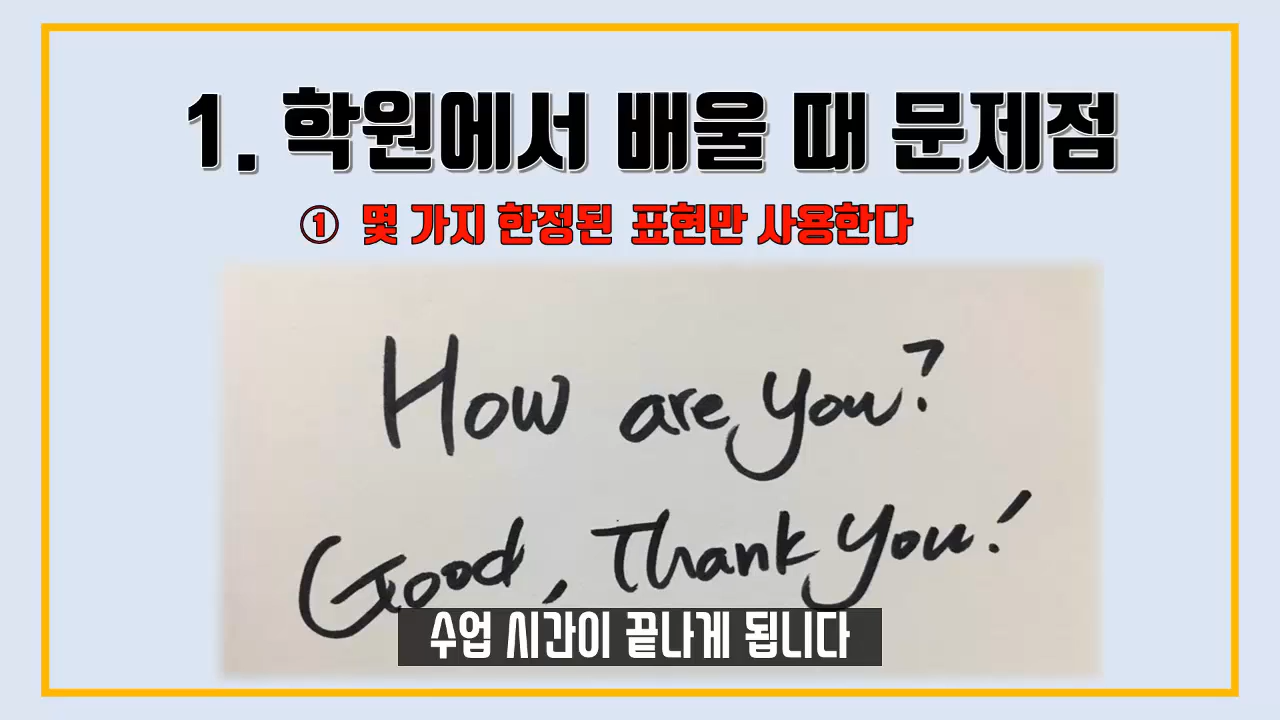 1. 학원에서 배울 때 문제점
① 몇 가지 한정된 표현만 사용한다
How are you?
Good, Thank you!
수업 시간이 끝나게 됩니다